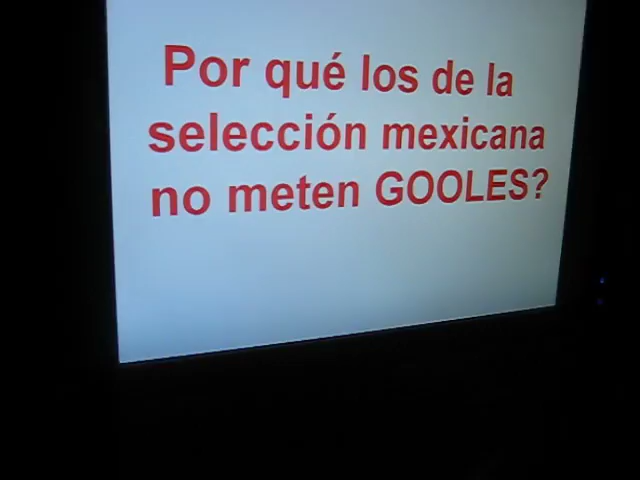 Por qué los de la
selección mexicana
no meten GOOLES?